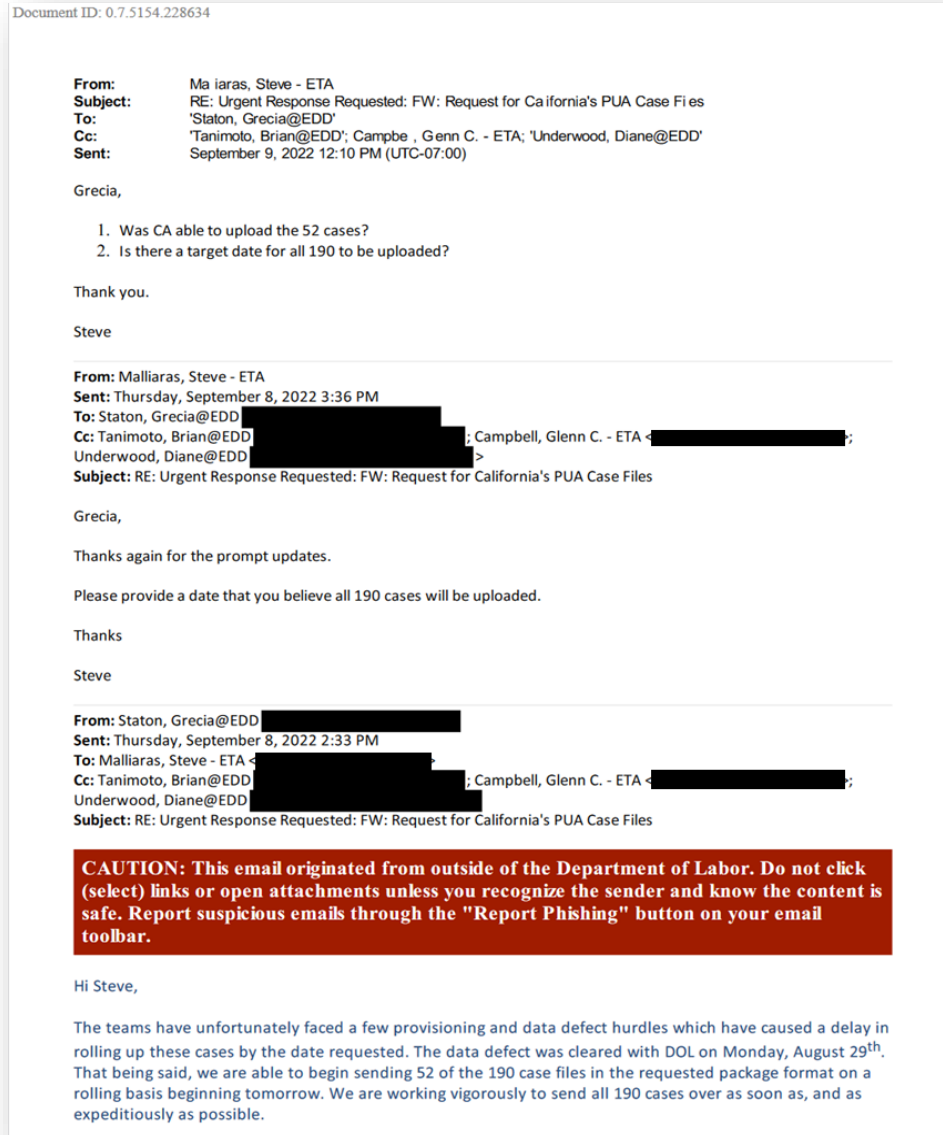 Document ID: 0.7.5154.228634
From: Ma iaras, Steve - ETA
Subject: RE: Urgent Response Requested: FW: Request for Ca ifornia's PUA Case Fi es
To: 'Staton, Grecia@EDD'
Cc: 'Tanimoto, Brian@EDD'; Campbe , G enn C. - ETA; 'Underwood, Diane@EDD'
Sent: September 9, 2022 12:10 PM (UTC-07:00)
Grecia,
1. Was CA able to upload the 52 cases?
2. Is there a target date for all 190 to be uploaded?
Thank you.
Steve
From: Malliaras, Steve - ETA
Sent: Thursday, September 8, 2022 3:36 PM
To: Staton, Grecia@EDD
Cc: Tanimoto, Brian@EDD ; Campbell, Glenn C. - ETA < >;
Underwood, Diane@EDD >
Subject: RE: Urgent Response Requested: FW: Request for California's PUA Case Files
Grecia,
Thanks again for the prompt updates.
Please provide a date that you believe all 190 cases will be uploaded.
Thanks
Steve
From: Staton, Grecia@EDD
Sent: Thursday, September 8, 2022 2:33 PM
To: Malliaras, Steve - ETA < >
Cc: Tanimoto, Brian@EDD ; Campbell, Glenn C. - ETA < >;
Underwood, Diane@EDD
Subject: RE: Urgent Response Requested: FW: Request for California's PUA Case Files
CAUTION: This email originated from outside of the Department of Labor. Do not click
(select) links or open attachments unless you recognize the sender and know the content is
safe. Report suspicious emails through the "Report Phishing" button on your email
toolbar.
Hi Steve,
The teams have unfortunately faced a few provisioning and data defect hurdles which have caused a delay in
rolling up these cases by the date requested. The data defect was cleared with DOL on Monday, August 29th.
That being said, we are able to begin sending 52 of the 190 case files in the requested package format on a
rolling basis beginning tomorrow. We are working vigorously to send all 190 cases over as soon as, and as
expeditiously as possible.